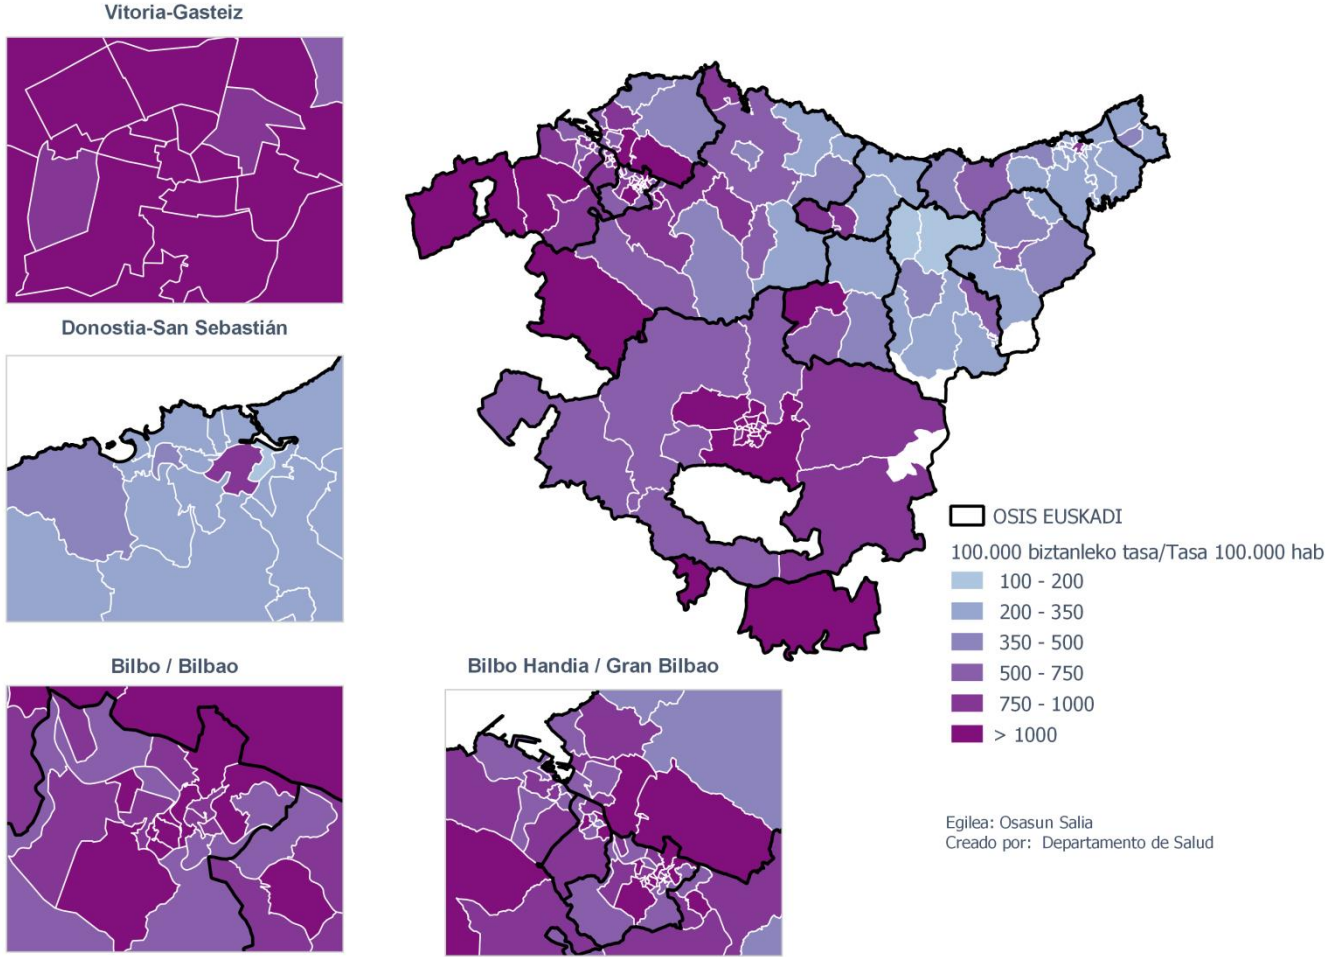 Vitoria-Gasteiz
Donostia-San Sebastián
Bilbo / Bilbao
Bilbo Handia / Gran Bilbao
OSIS EUSKADI
100.000 biztanleko tasa/Tasa 100.000 hab
100 - 200
200 - 350
350 - 500
500 - 750
750 - 1000
> 1000
Egilea: Osasun Salia
Creado por: Departamento de Salud